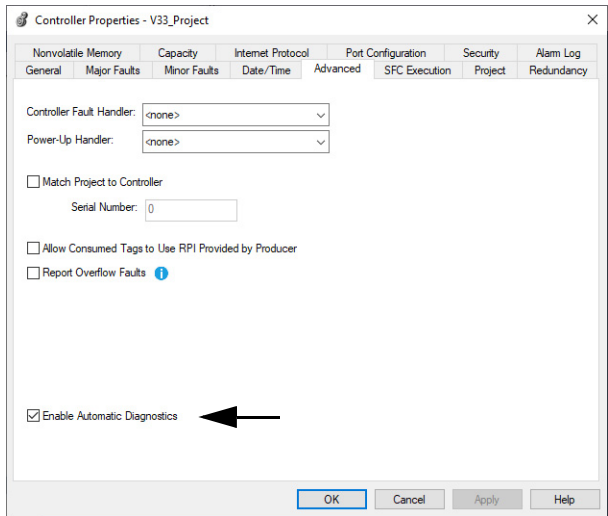 Controller Properties - V33_Project
Nonvolatile Memory Capacity Internet Protocol Port Configuration Security Alarm Log
General Major Faults Minor Faults Date/Time Advanced SFC Execution Project Redundancy
Controller Fault Handler: <none>
Power-Up Handler: <none>
Match Project to Controller
Serial Number: 0
Allow Consumed Tags to Use RPI Provided by Producer
Report Overflow Faults
Enable Automatic Diagnostics
OK Cancel Apply Help